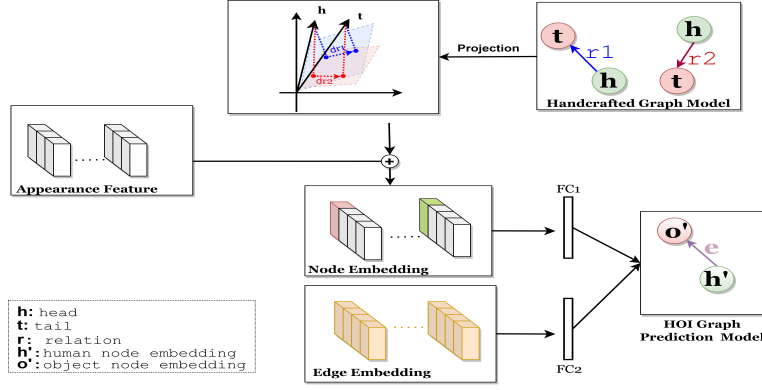 h
t
dr1
dr2
Projection
t
r1
h
h
r2
t
Handcrafted Graph Model
Appearance Feature
+
Node Embedding
FC1
o'
e
h'
HOI Graph
Prediction Model
Edge Embedding
FC2
h: head
t: tail
r: relation
h':human node embedding
o':object node embedding